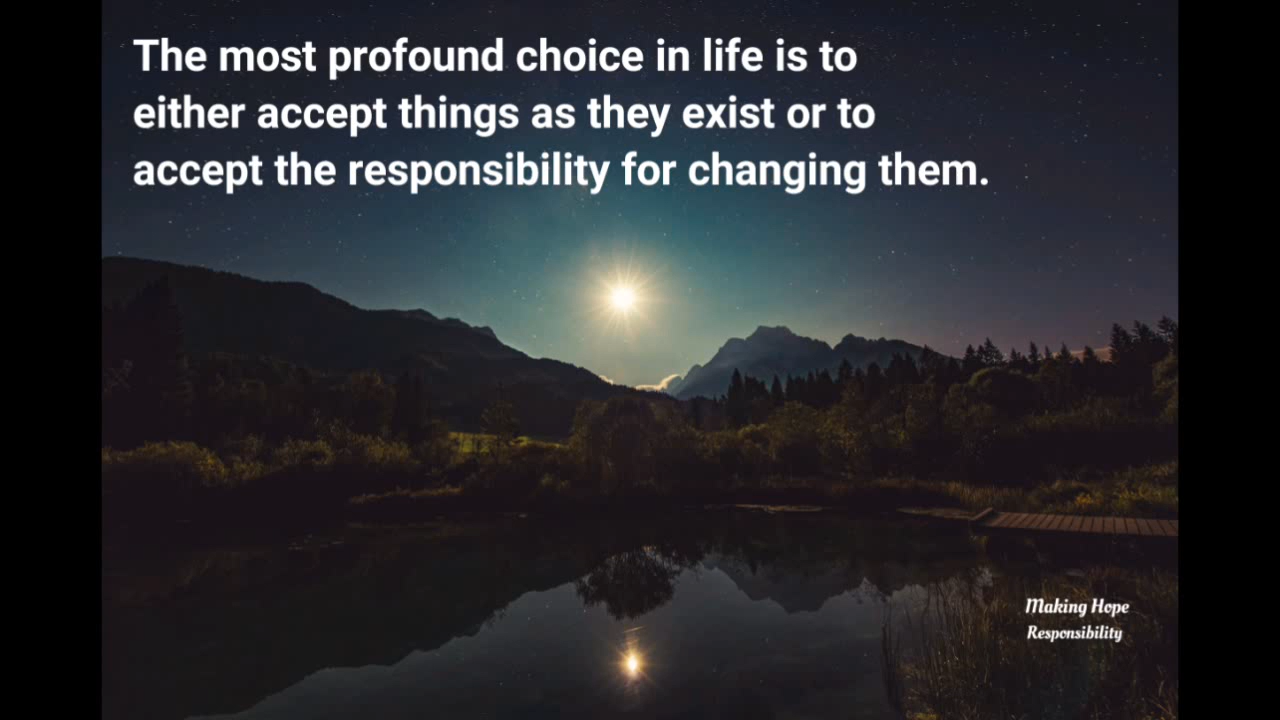 The most profound choice in life is to
either accept things as they exist or to
accept the responsibility for changing them.
Making Hope
Responsibility